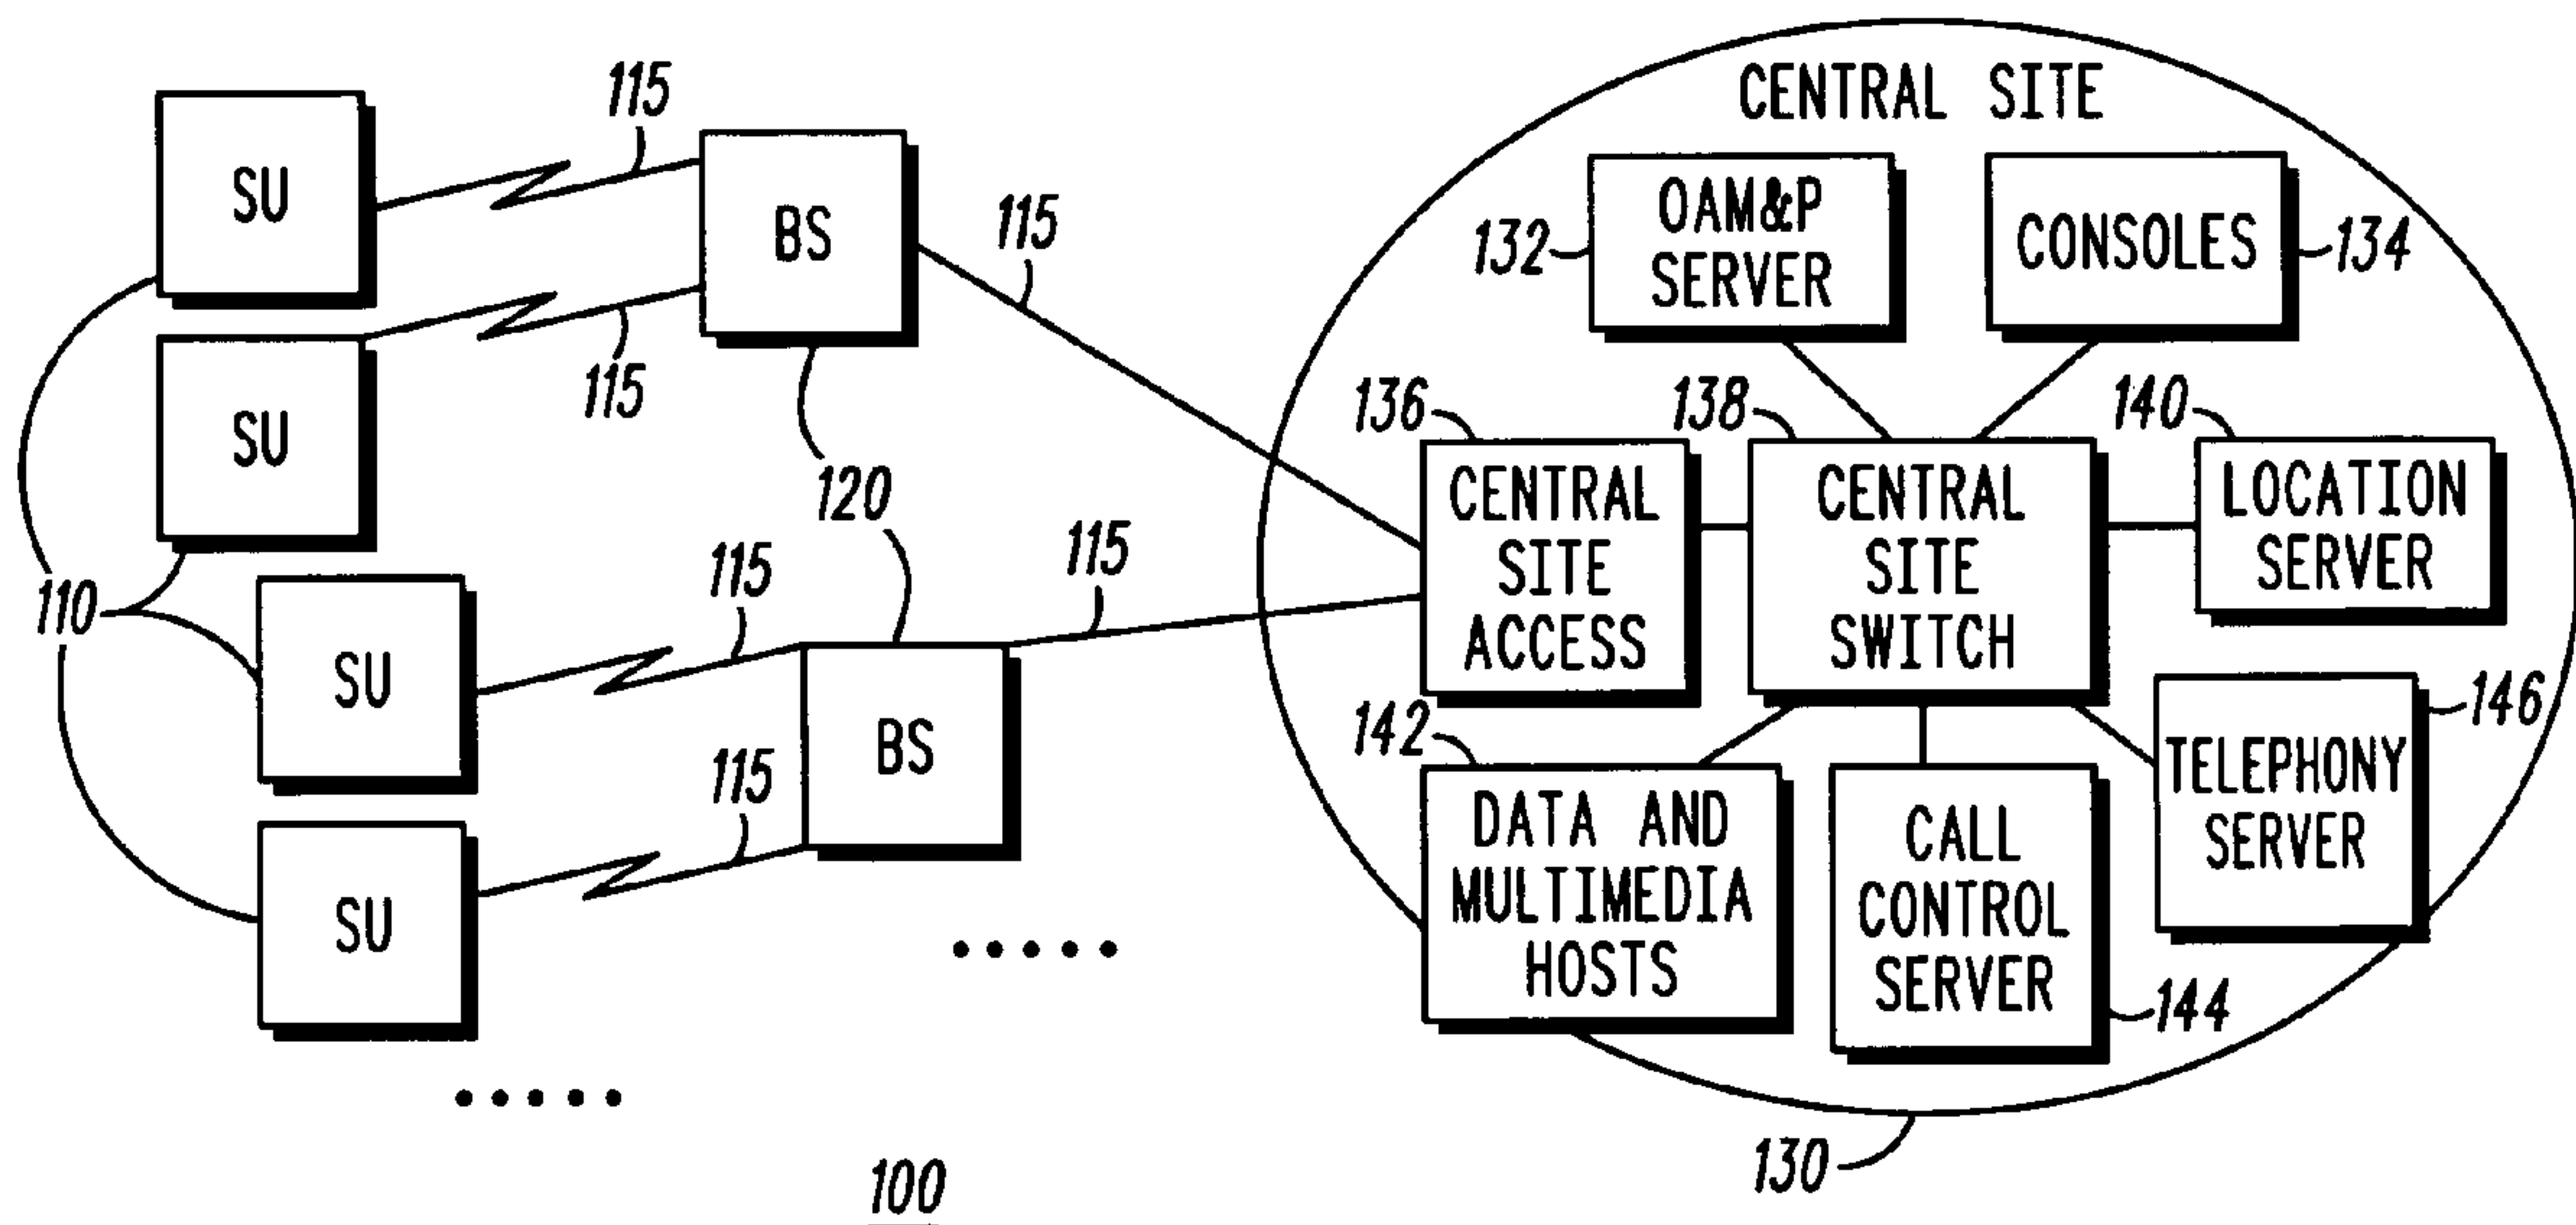 115
CENTRAL SITE
SU
BS
OAM&P
SERVER
132
CONSOLES
134
115
115
SU
136
138
140
120
CENTRAL
SITE
ACCESS
CENTRAL
SITE
SWITCH
LOCATION
SERVER
110
115
115
SU
BS
115
142
146
DATA AND
MULTIMEDIA
HOSTS
CALL
CONTROL
SERVER
TELEPHONY
SERVER
SU
144
130
100